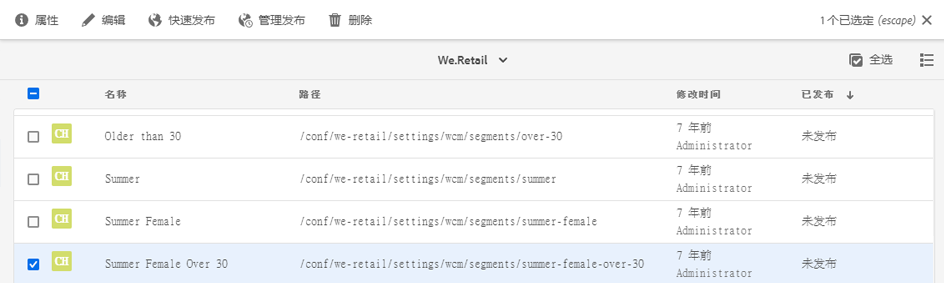 属性 编辑 快速发布 管理发布 删除 1 个已选定 (escape)
We.Retail 全选
名称 路径 修改时间 已发布
CH Older than 30 /conf/we-retail/settings/wcm/segments/over-30 7 年前 未发布
Administrator
CH Summer /conf/we-retail/settings/wcm/segments/summer 7 年前 未发布
Administrator
CH Summer Female /conf/we-retail/settings/wcm/segments/summer-female 7 年前 未发布
Administrator
CH Summer Female Over 30 /conf/we-retail/settings/wcm/segments/summer-female-over-30 7 年前 未发布
Administrator